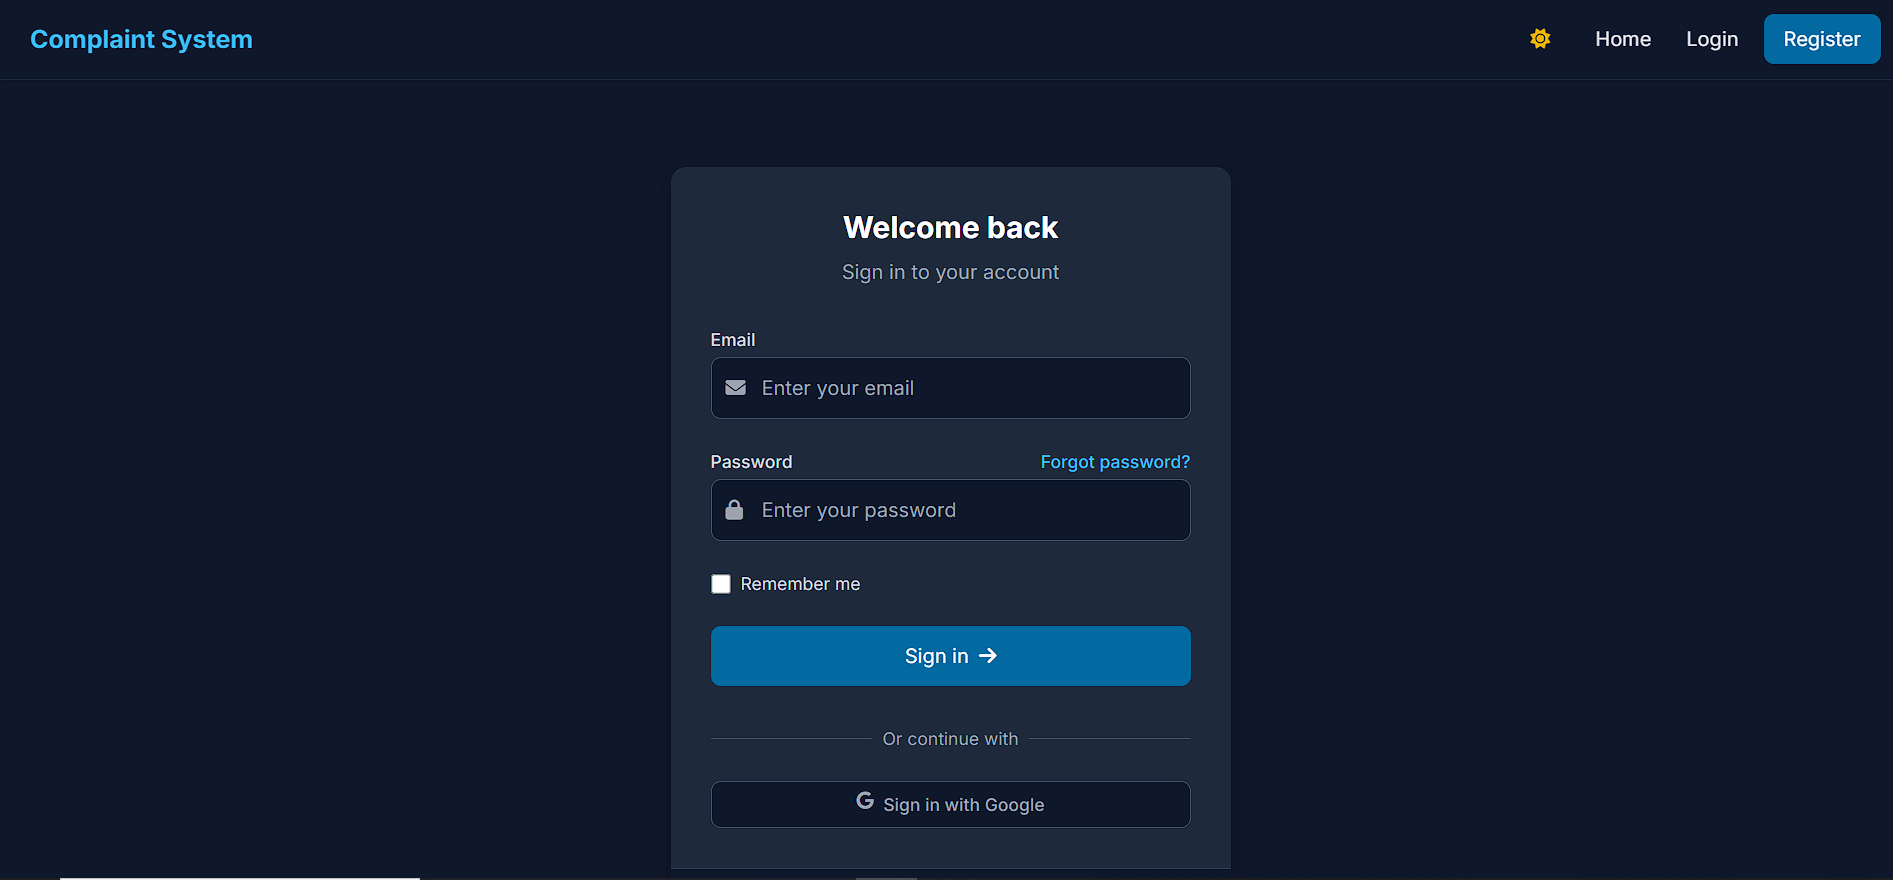 Complaint System
Home Login Register
Welcome back
Sign in to your account
Email
Enter your email
Password Forgot password?
Enter your password
Remember me
Sign in
Or continue with
G Sign in with Google